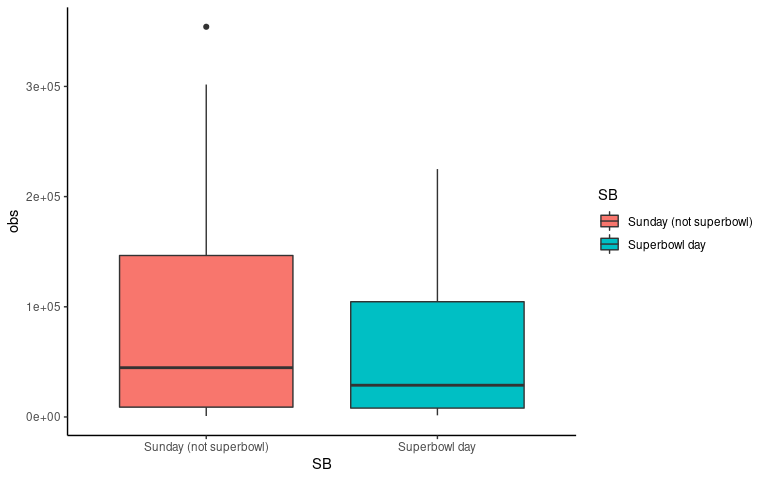 obs
3e+05
2e+05
1e+05
0e+00
Sunday (not superbowl) Superbowl day
SB
SB
Sunday (not superbowl)
Superbowl day